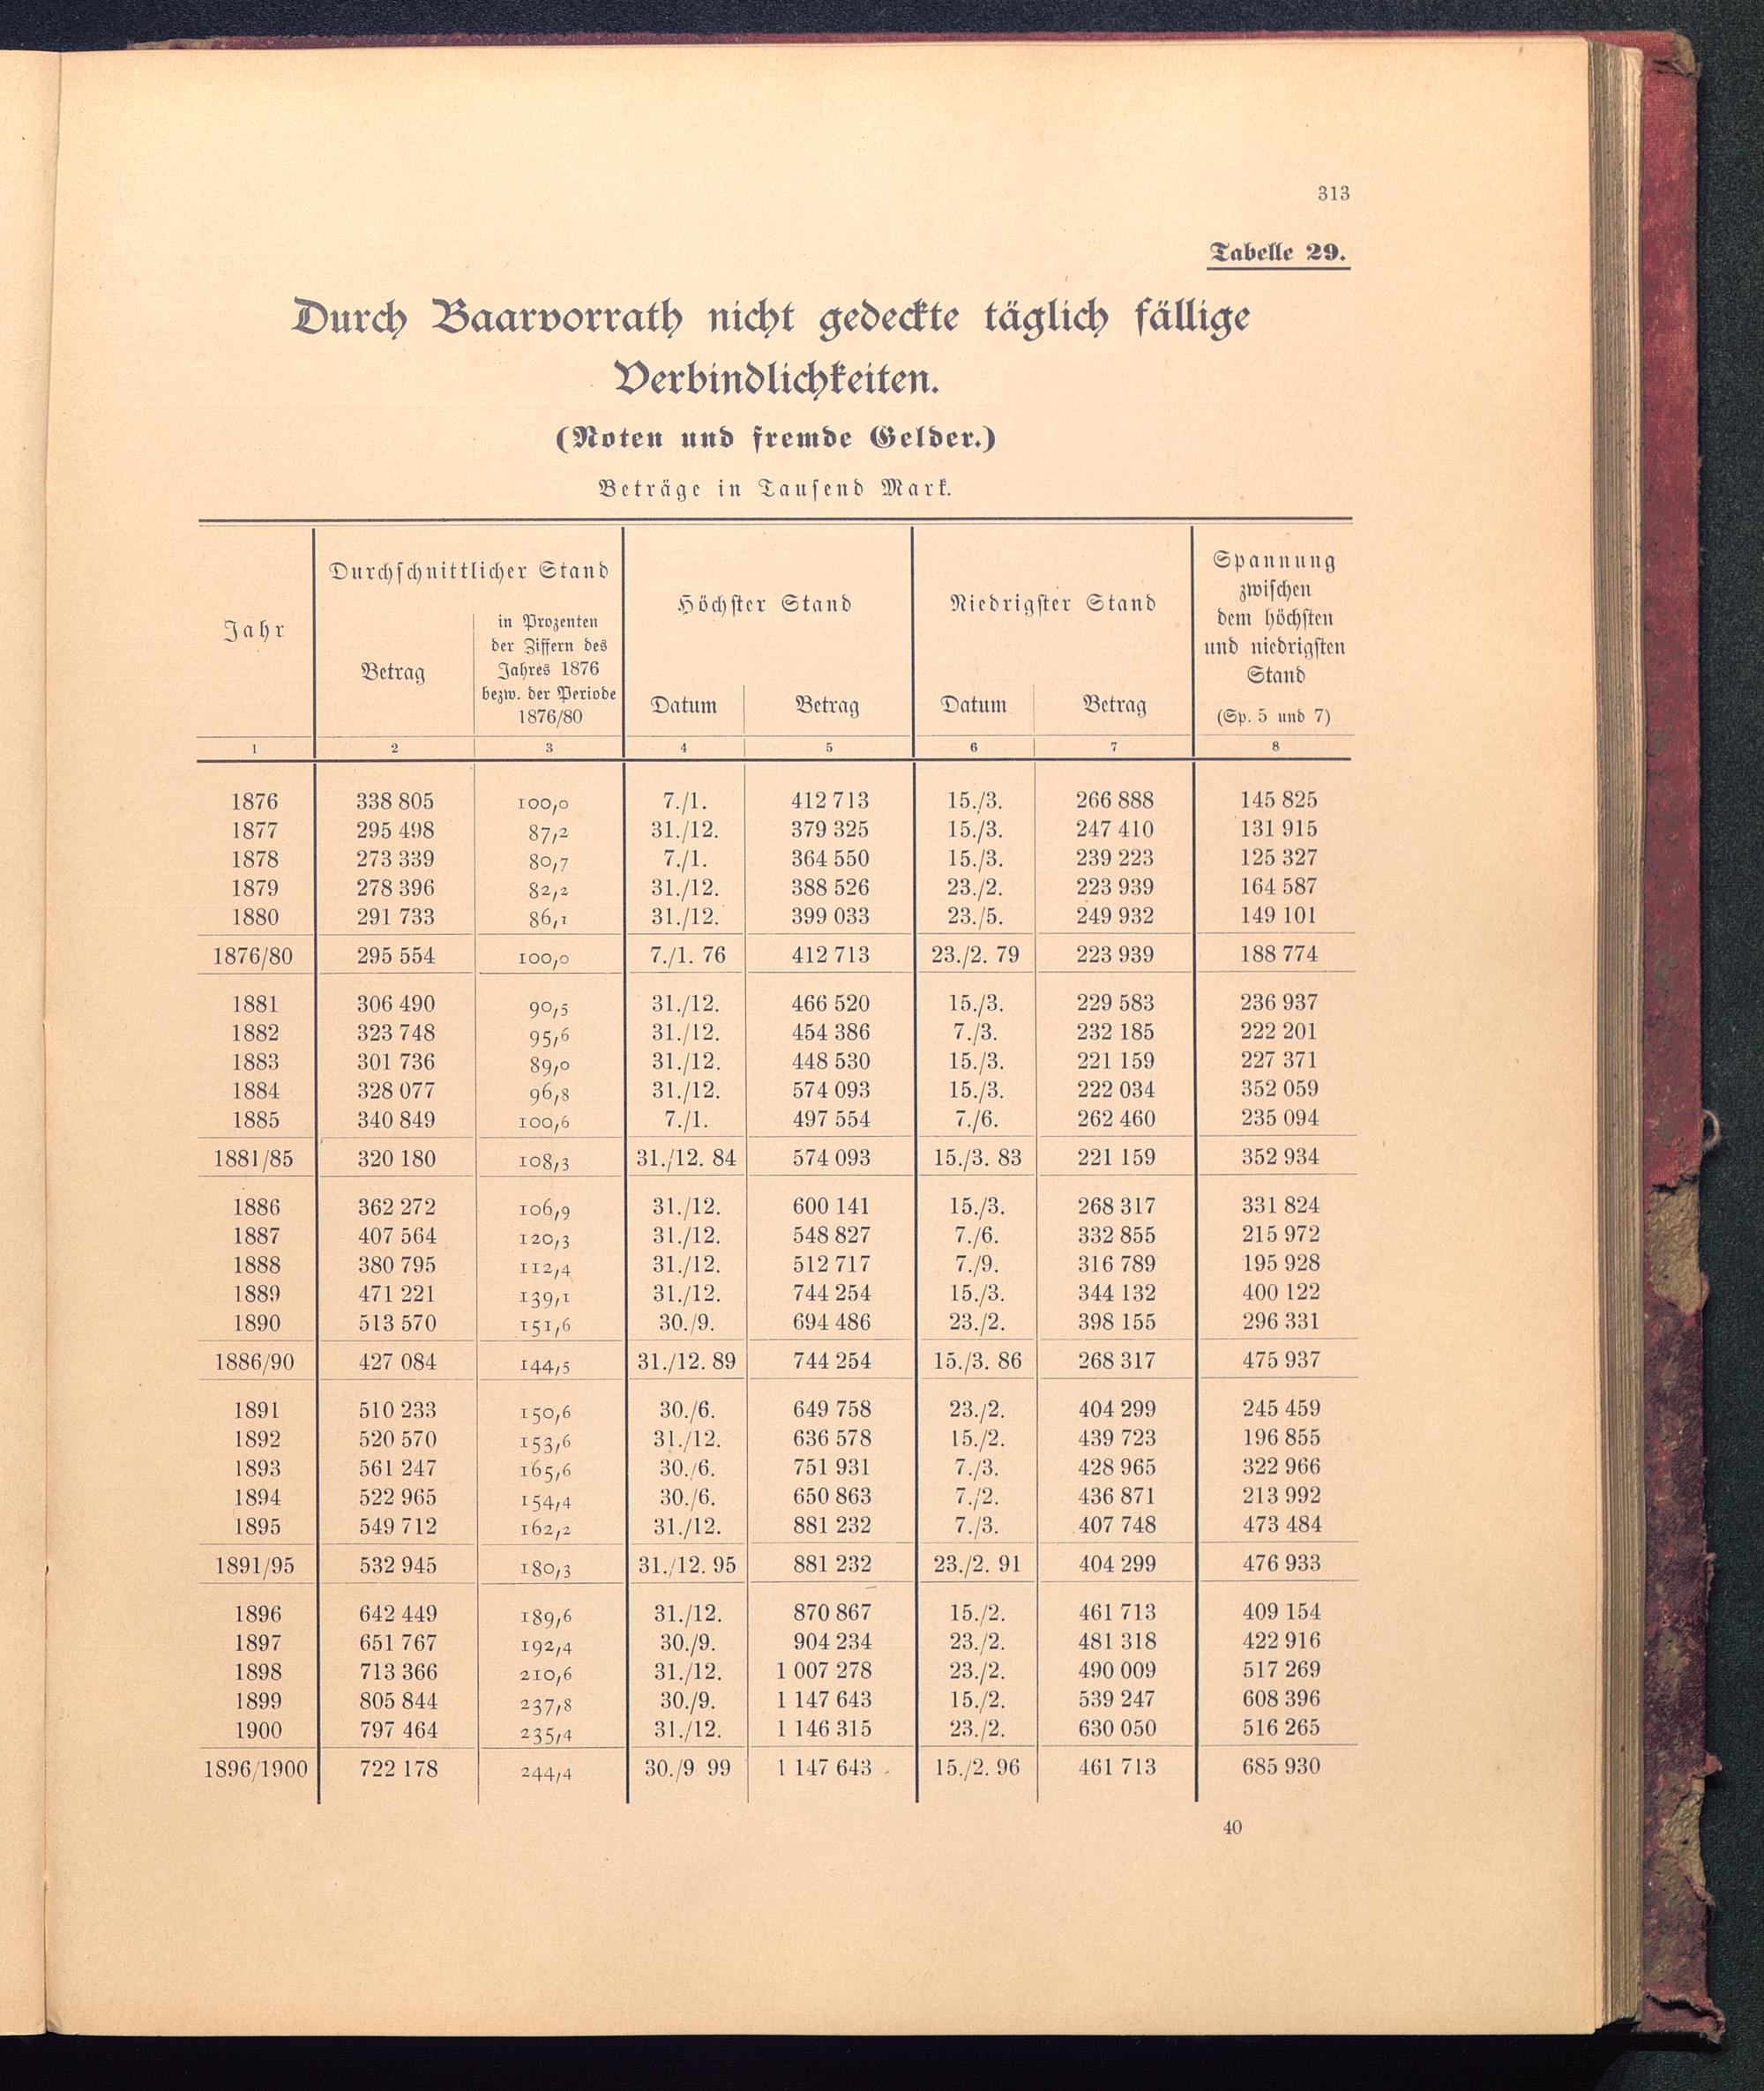 313
Tabelle 29.
Durch Baarvorrath nicht gedeckte täglich fällige
Verbindlichkeiten.
(Noten und fremde Gelder.)
Beträge in Tausend Mark.
Jahr
Durchschnittlicher Stand
Betrag
in Prozenten
der Ziffern des
Jahres 1876
bezw. der Periode
1876/80
Höchster Stand
Datum Betrag
Niedrigster Stand
Datum Betrag
Spannung
zwischen
dem höchsten
und niedrigsten
Stand
(Sp. 5 und 7)
1 2 3 4 5 6 7 8
1876 338 805 100,0 7./1. 412 713 15./3. 266 888 145 825
1877 295 498 87,2 31./12. 379 325 15./3. 247 410 131 915
1878 273 339 80,7 7./1. 364 550 15./3. 239 223 125 327
1879 278 396 82,2 31./12. 388 526 23./2. 223 939 164 587
1880 291 733 86,1 31./12. 399 033 23./5. 249 932 149 101
1876/80 295 554 100,0 7./1. 76 412 713 23./2. 79 223 939 188 774
1881 306 490 90,5 31./12. 466 520 15./3. 229 583 236 937
1882 323 748 95,6 31./12. 454 386 7./3. 232 185 222 201
1883 301 736 89,0 31./12. 448 530 15./3. 221 159 227 371
1884 328 077 96,8 31./12. 574 093 15./3. 222 034 352 059
1885 340 849 100,6 7./1. 497 554 7./6. 262 460 235 094
1881/85 320 180 108,3 31./12. 84 574 093 15./3. 83 221 159 352 934
1886 362 272 106,9 31./12. 600 141 15./3. 268 317 331 824
1887 407 564 120,3 31./12. 548 827 7./6. 332 855 215 972
1888 380 795 112,4 31./12. 512 717 7./9. 316 789 195 928
1889 471 221 139,1 31./12. 744 254 15./3. 344 132 400 122
1890 513 570 151,6 30./9. 694 486 23./2. 398 155 296 331
1886/90 427 084 144,5 31./12. 89 744 254 15./3. 86 268 317 475 937
1891 510 233 150,6 30./6. 649 758 23./2. 404 299 245 459
1892 520 570 153,6 31./12. 636 578 15./2. 439 723 196 855
1893 561 247 165,6 30./6. 751 931 7./3. 428 965 322 966
1894 522 965 154,4 30./6. 650 863 7./2. 436 871 213 992
1895 549 712 162,2 31./12. 881 232 7./3. 407 748 473 484
1891/95 532 945 180,3 31./12. 95 881 232 23./2. 91 404 299 476 933
1896 642 449 189,6 31./12. 870 867 15./2. 461 713 409 154
1897 651 767 192,4 30./9. 904 234 23./2. 481 318 422 916
1898 713 366 210,6 31./12. 1 007 278 23./2. 490 009 517 269
1899 805 844 237,8 30./9. 1 147 643 15./2. 539 247 608 396
1900 797 464 235,4 31./12. 1 146 315 23./2. 630 050 516 265
1896/1900 722 178 244,4 30./9 99 1 147 643 15./2. 96 461 713 685 930
40